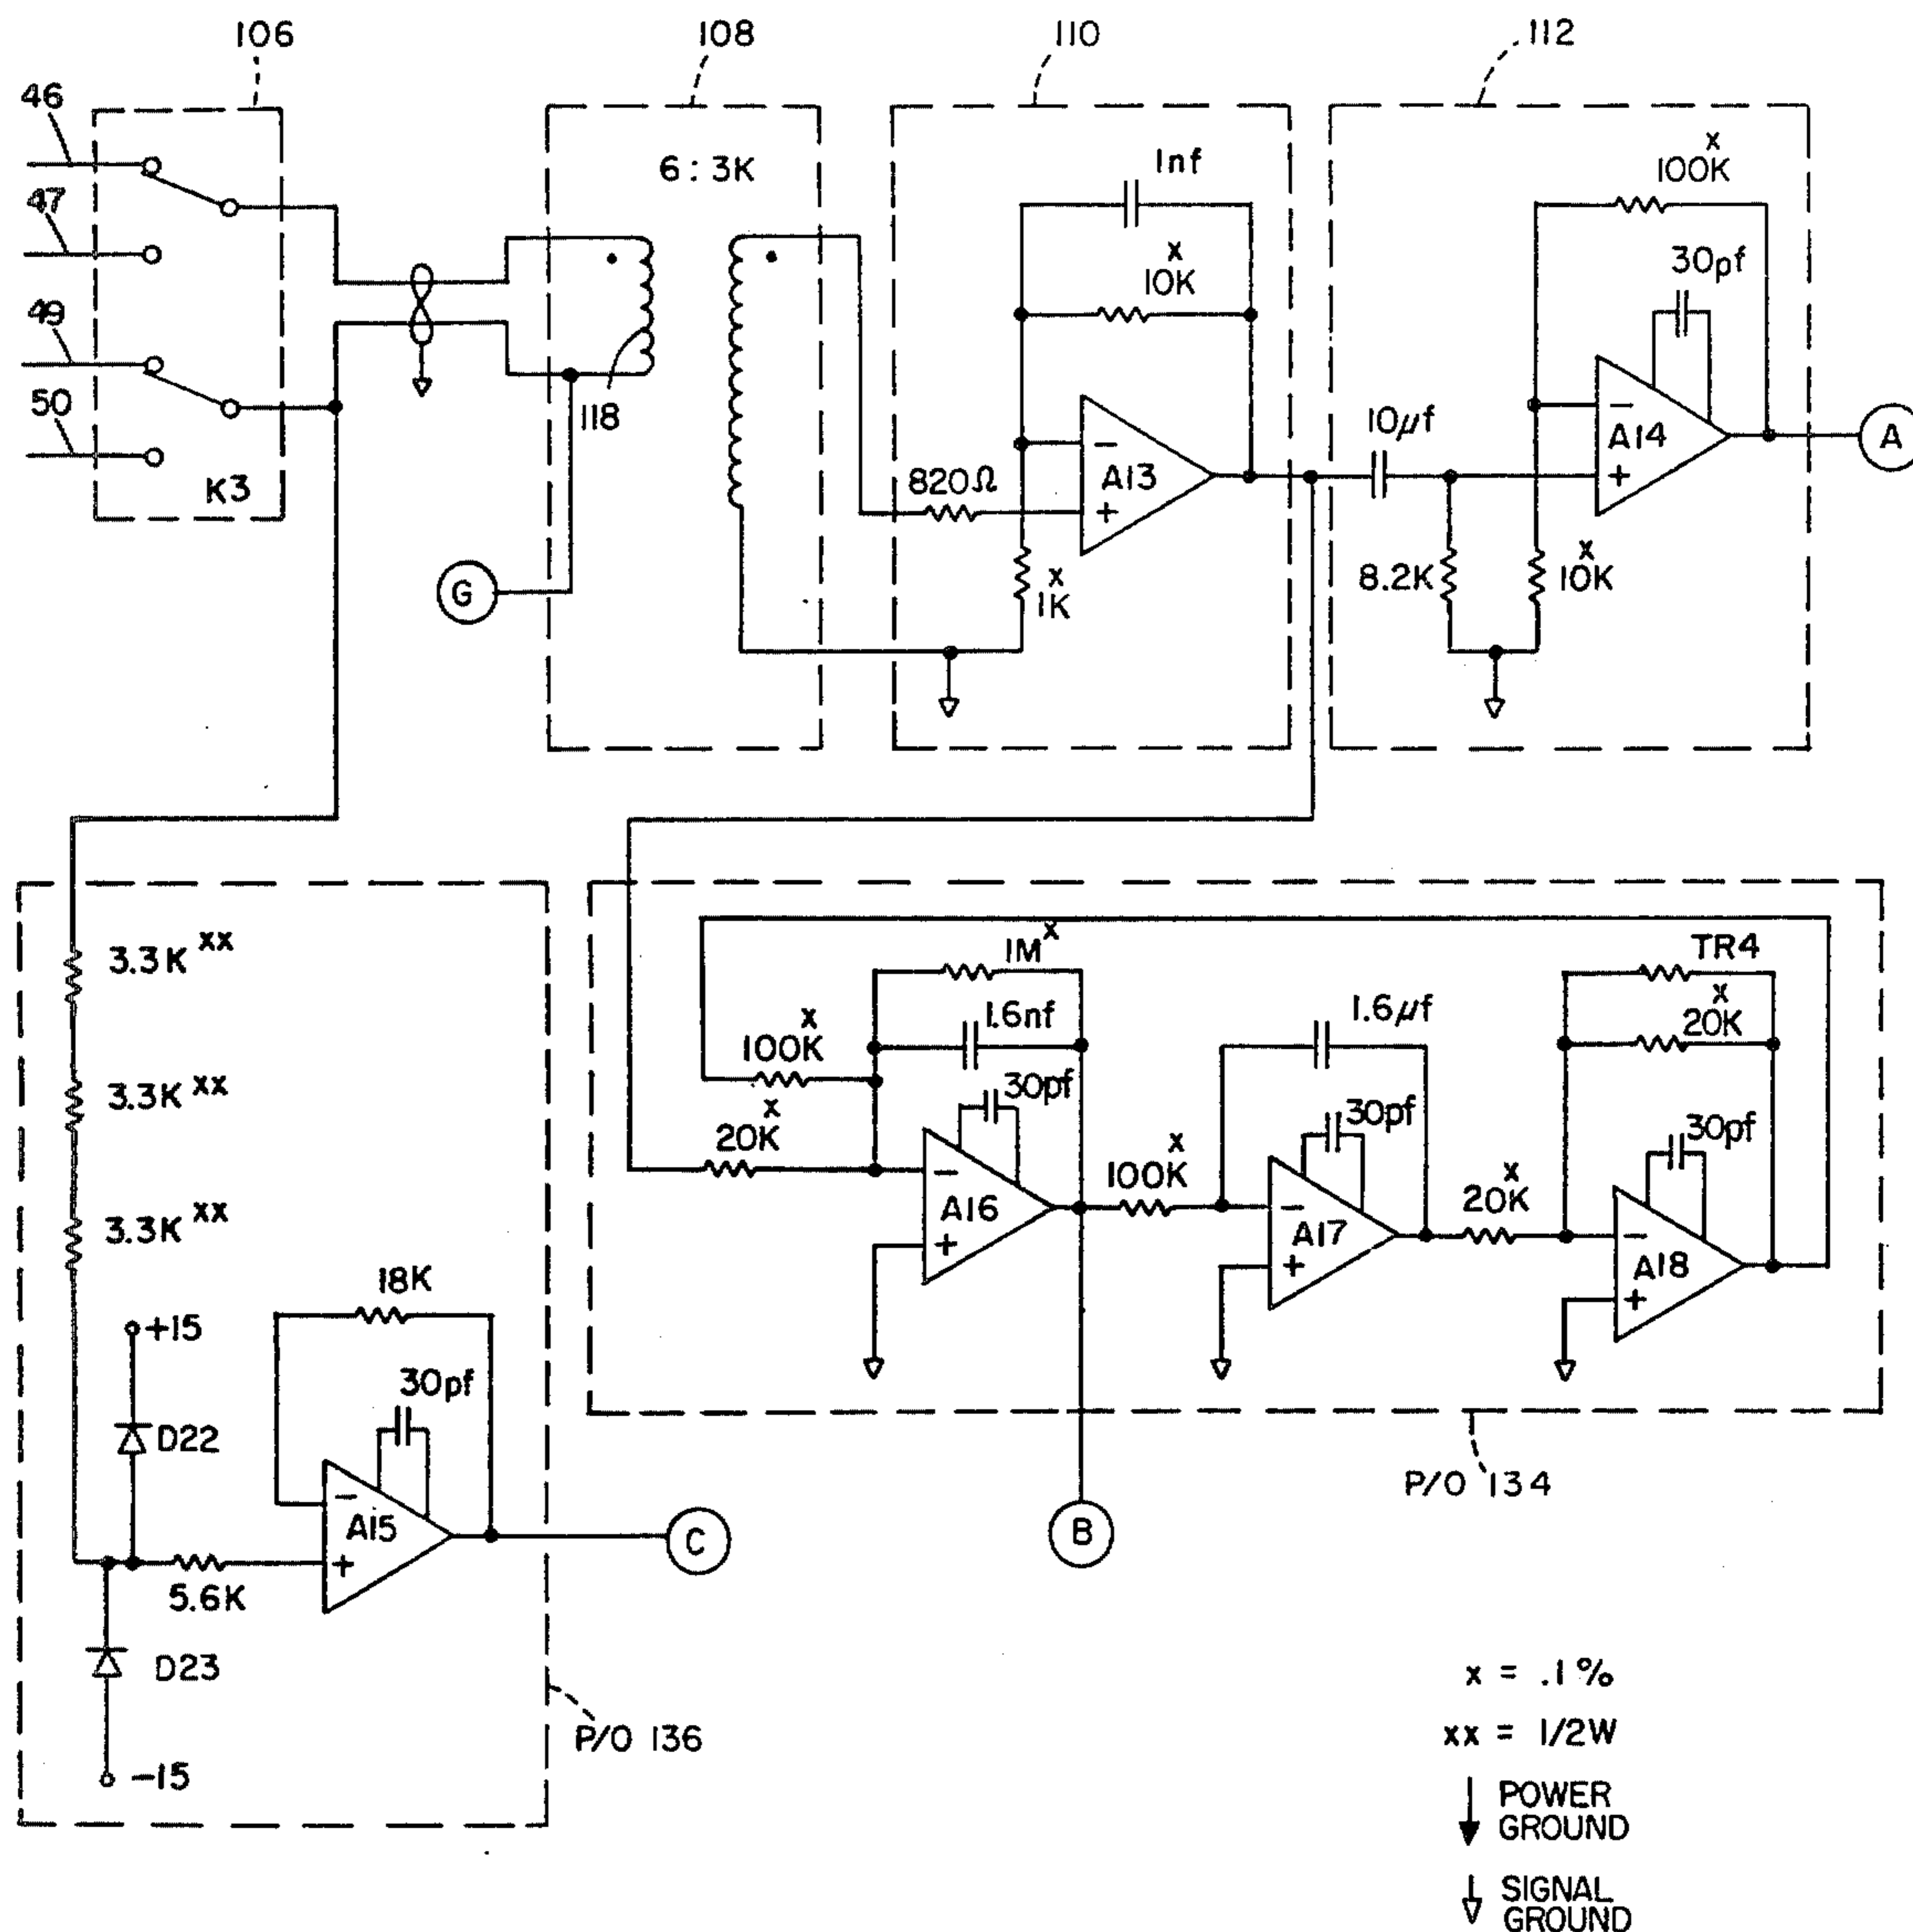 106
108
110
112
46
47
49
50
K3
6 : 3K
118
G
1nf
x
10K
820Ω
A13
-
+
x
1K
x
100K
30pf
10µf
A14
-
+
8.2K
x
10K
A
3.3K xx
3.3K xx
3.3K xx
18K
+15
30pf
D22
A15
-
+
5.6K
D23
-15
C
P/O 136
1M x
x
100K
1.6nf
30pf
x
20K
A16
-
+
B
x
100K
1.6µf
30pf
A17
-
+
TR4
x
20K
30pf
x
20K
A18
-
+
P/O 134
x = .1%
xx = 1/2W
POWER
GROUND
SIGNAL
GROUND